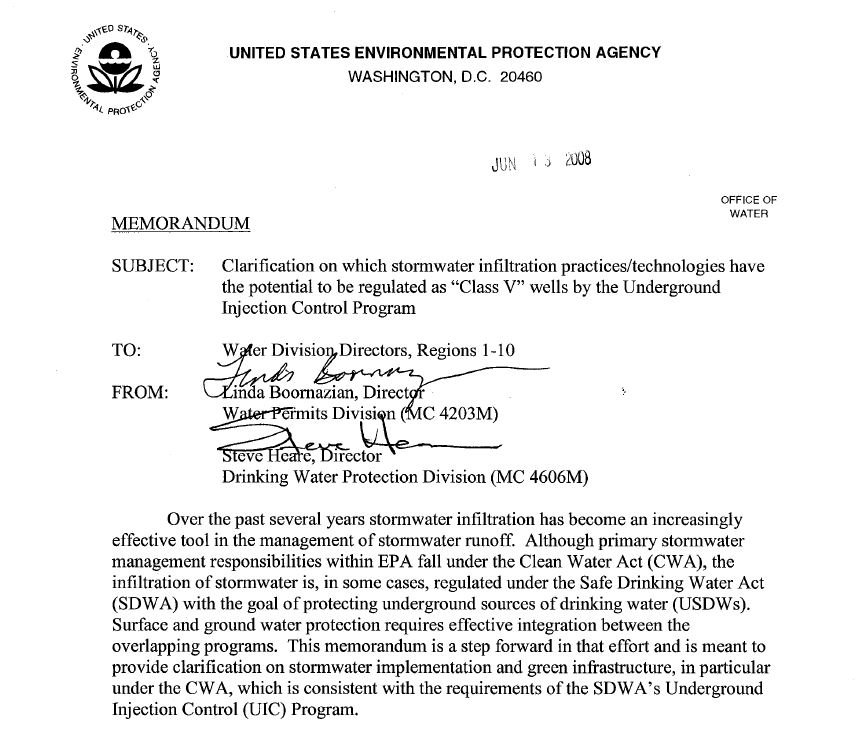 UNITED STATES
ENVIRONMENTAL PROTECTION AGENCY
UNITED STATES ENVIRONMENTAL PROTECTION AGENCY
WASHINGTON, D.C. 20460
JUN 13 2008
OFFICE OF
WATER
MEMORANDUM
SUBJECT: Clarification on which stormwater infiltration practices/technologies have
the potential to be regulated as “Class V” wells by the Underground
Injection Control Program
TO: Water Division Directors, Regions 1-10
FROM: Linda Boornazian, Director
Water Permits Division (MC 4203M)
Steve Heare, Director
Drinking Water Protection Division (MC 4606M)
Over the past several years stormwater infiltration has become an increasingly
effective tool in the management of stormwater runoff. Although primary stormwater
management responsibilities within EPA fall under the Clean Water Act (CWA), the
infiltration of stormwater is, in some cases, regulated under the Safe Drinking Water Act
(SDWA) with the goal of protecting underground sources of drinking water (USDWs).
Surface and ground water protection requires effective integration between the
overlapping programs. This memorandum is a step forward in that effort and is meant to
provide clarification on stormwater implementation and green infrastructure, in particular
under the CWA, which is consistent with the requirements of the SDWA’s Underground
Injection Control (UIC) Program.